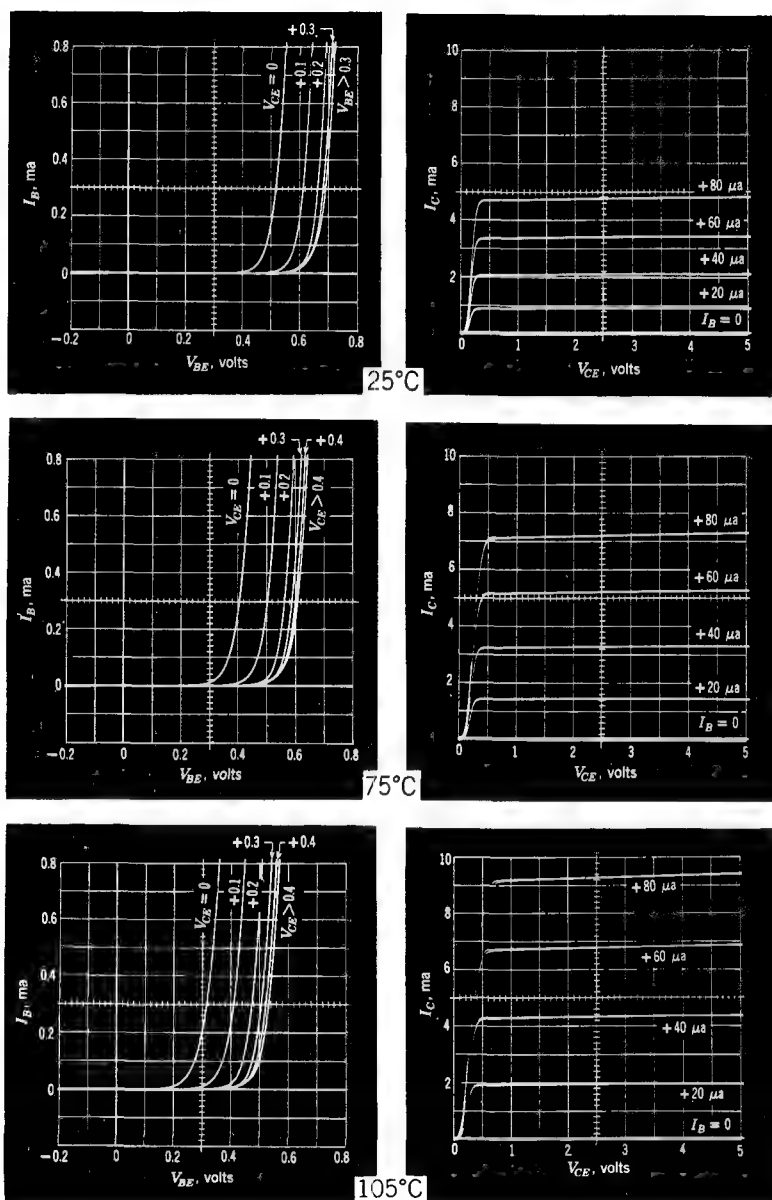 +0.3
0.8
0.6
0.4
0.2
0
I_B, ma
V_CE = 0
+0.1
+0.2
V_BE > 0.3
−0.2 0 0.2 0.4 0.6 0.8
V_BE, volts
10
8
6
4
2
0
I_C, ma
+80 μa
+60 μa
+40 μa
+20 μa
I_B = 0
0 1 2 3 4 5
V_CE, volts
25°C
+0.3 +0.4
0.8
0.6
0.4
0.2
0
I_B, ma
V_CE = 0
+0.1
+0.2
V_CE > 0.4
−0.2 0 0.2 0.4 0.6 0.8
V_BE, volts
10
8
6
4
2
I_C, ma
+80 μa
+60 μa
+40 μa
+20 μa
I_B = 0
0 1 2 3 4 5
V_CE, volts
75°C
+0.3 +0.4
0.8
0.6
0.4
0.2
0
I_B, ma
V_CE = 0
+0.1
+0.2
V_CE > 0.4
−0.2 0 0.2 0.4 0.6 0.8
V_BE, volts
10
8
6
4
2
I_C, ma
+80 μa
+60 μa
+40 μa
+20 μa
I_B = 0
0 1 2 3 4 5
V_CE, volts
105°C